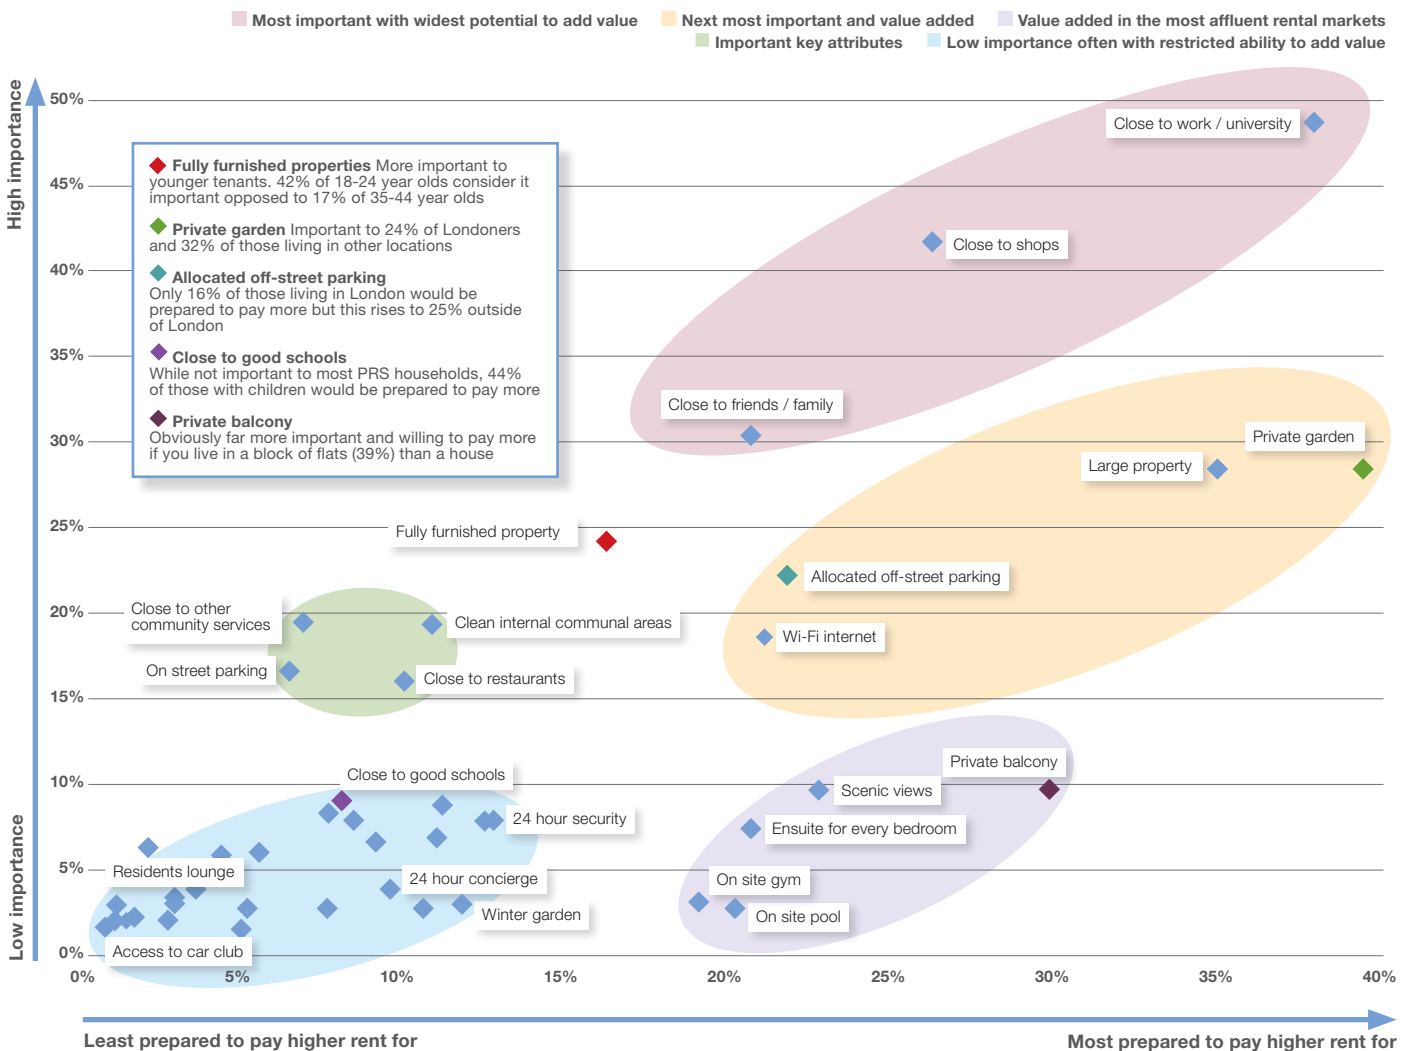 Most important with widest potential to add value
Next most important and value added
Value added in the most affluent rental markets
Important key attributes
Low importance often with restricted ability to add value
High importance
Low importance
50%
45%
40%
35%
30%
25%
20%
15%
10%
5%
0%
Fully furnished properties More important to
younger tenants. 42% of 18-24 year olds consider it
important opposed to 17% of 35-44 year olds
Private garden Important to 24% of Londoners
and 32% of those living in other locations
Allocated off-street parking
Only 16% of those living in London would be
prepared to pay more but this rises to 25% outside
of London
Close to good schools
While not important to most PRS households, 44%
of those with children would be prepared to pay more
Private balcony
Obviously far more important and willing to pay more
if you live in a block of flats (39%) than a house
Close to work / university
Close to shops
Close to friends / family
Private garden
Large property
Fully furnished property
Allocated off-street parking
Close to other
community services
Clean internal communal areas
Wi-Fi internet
On street parking
Close to restaurants
Private balcony
Close to good schools
Scenic views
24 hour security
Ensuite for every bedroom
Residents lounge
24 hour concierge
On site gym
Winter garden
On site pool
Access to car club
0%
5%
10%
15%
20%
25%
30%
35%
40%
Least prepared to pay higher rent for
Most prepared to pay higher rent for